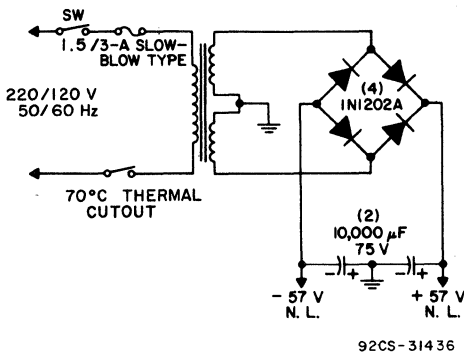 SW
1.5/3-A SLOW-
BLOW TYPE
220/120 V
50/60 Hz
70°C THERMAL
CUTOUT
(4)
1N1202A
(2)
10,000 µF
75 V
- + - +
- 57 V
N. L.
+ 57 V
N. L.
92CS-31436